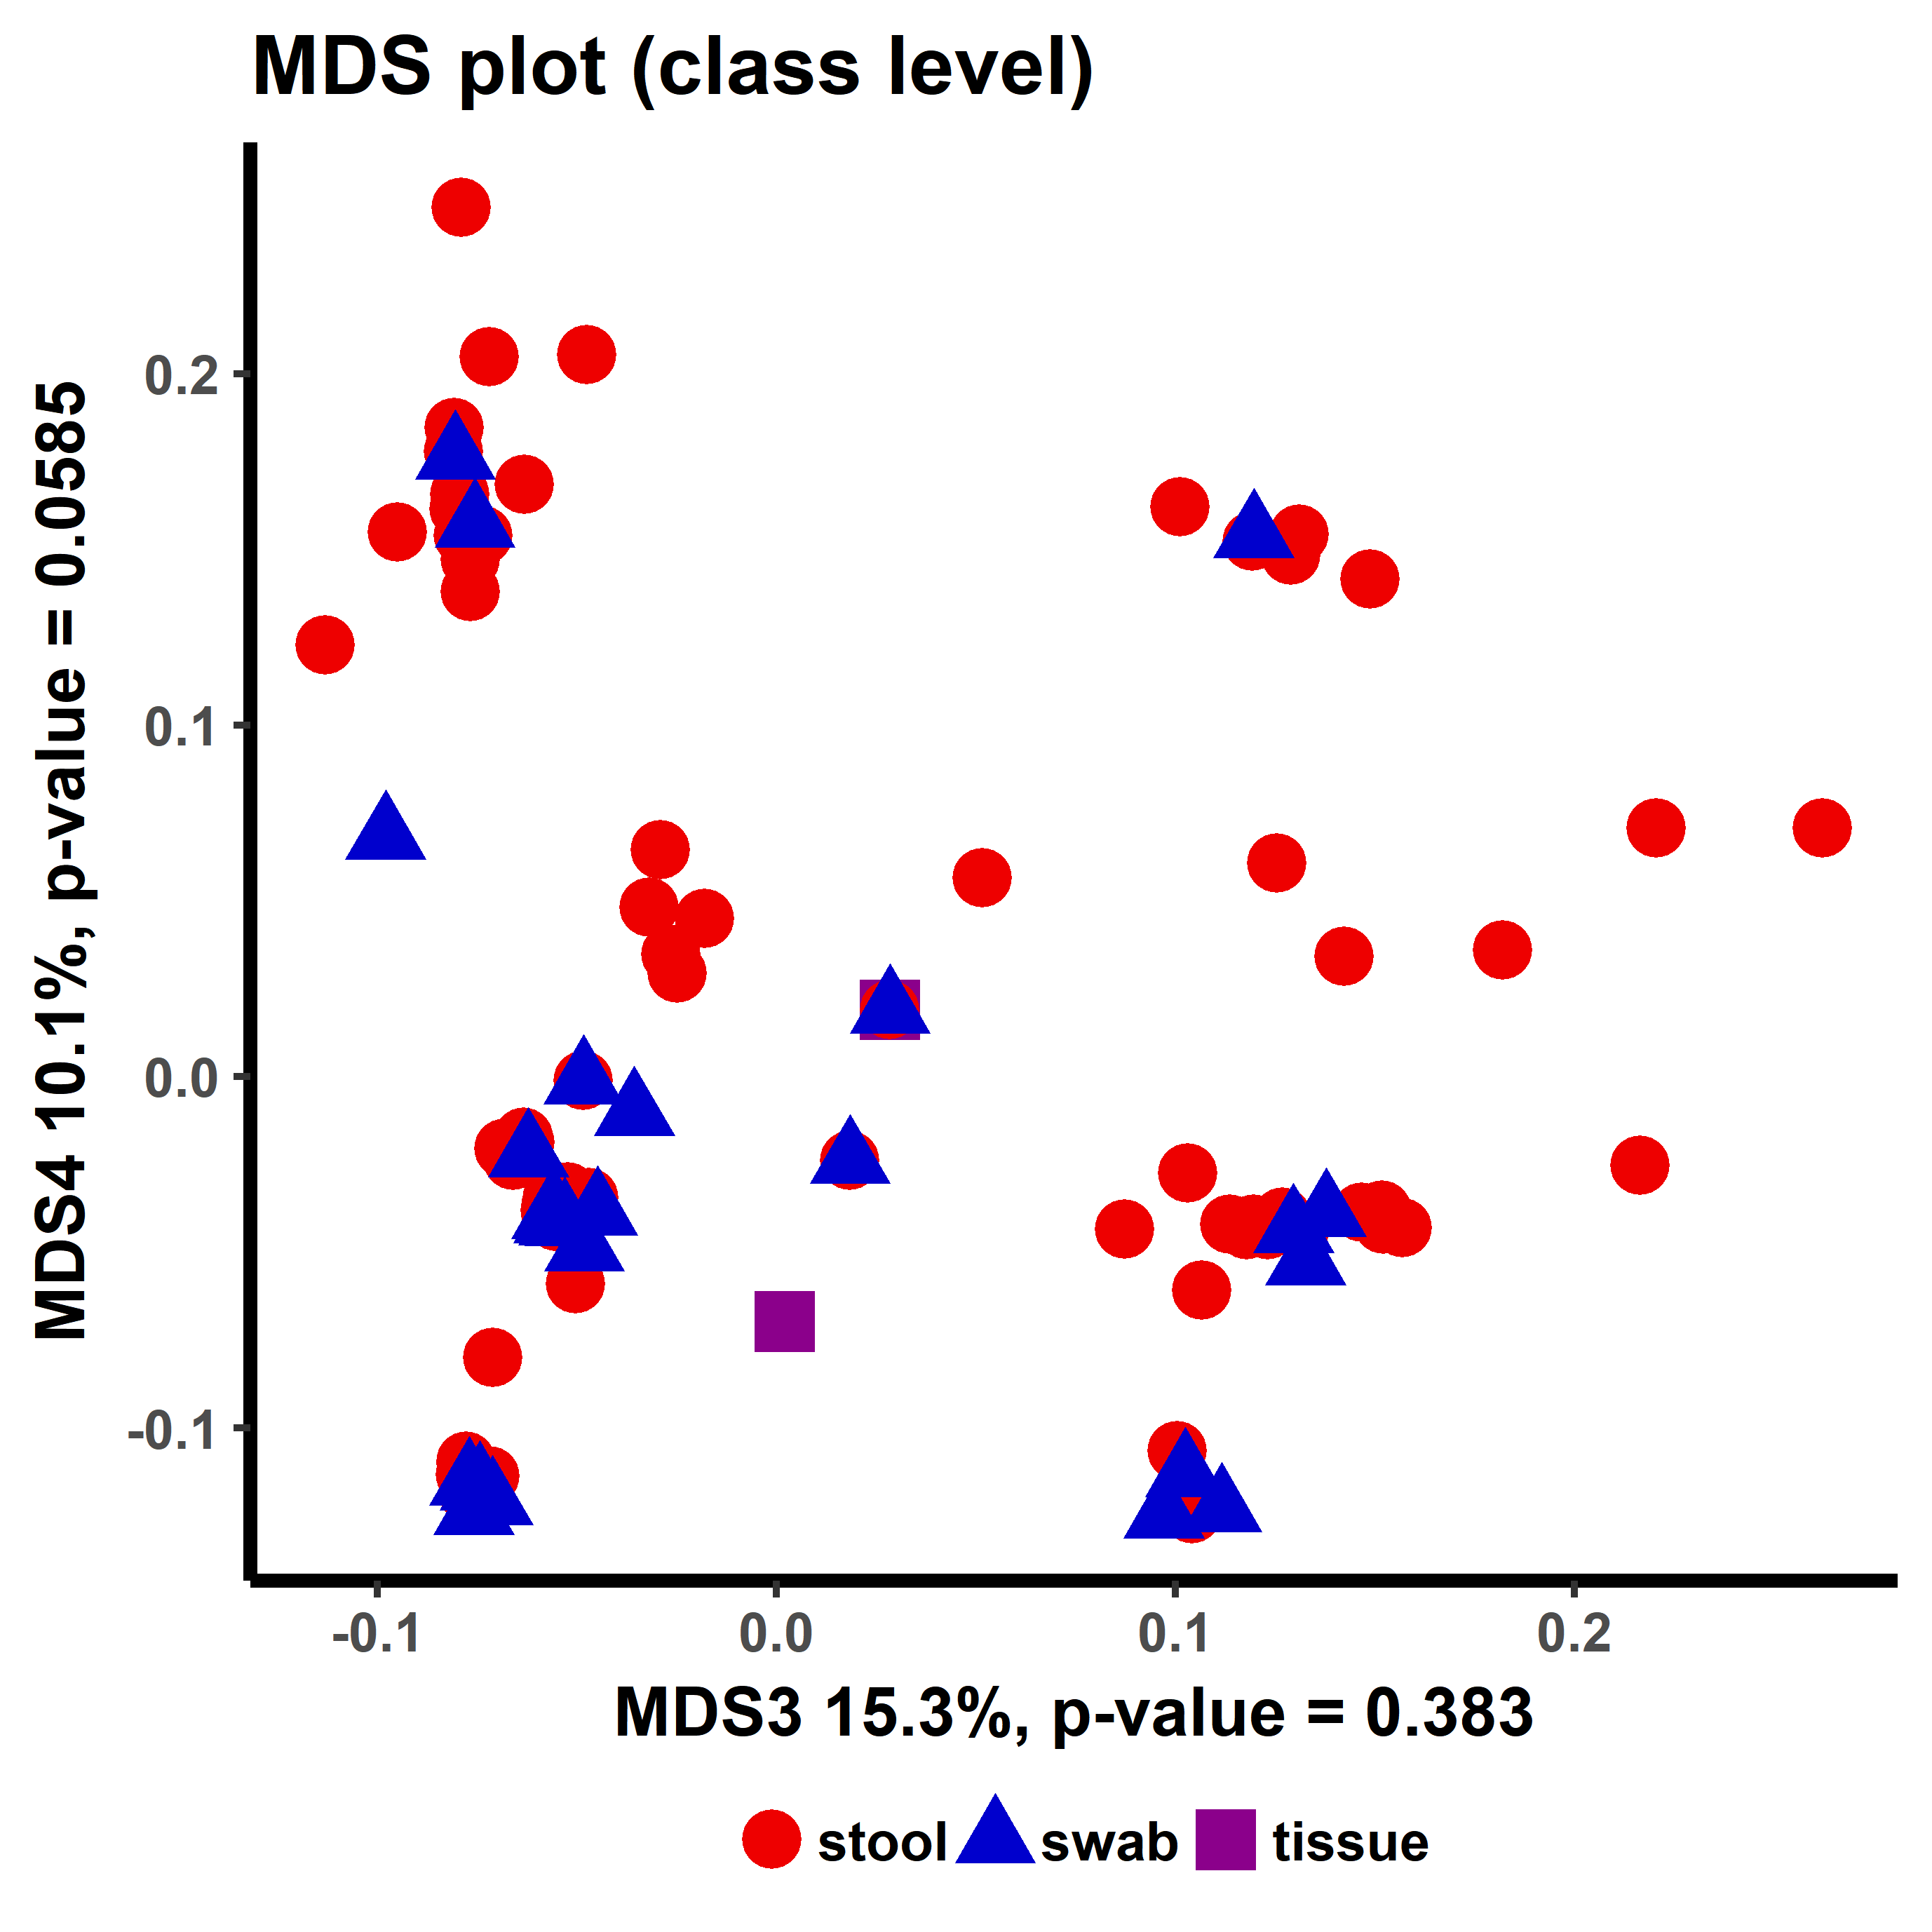 MDS plot (class level)
MDS4 10.1%, p-value = 0.0585
0.2
0.1
0.0
-0.1
-0.1 0.0 0.1 0.2
MDS3 15.3%, p-value = 0.383
stool swab tissue